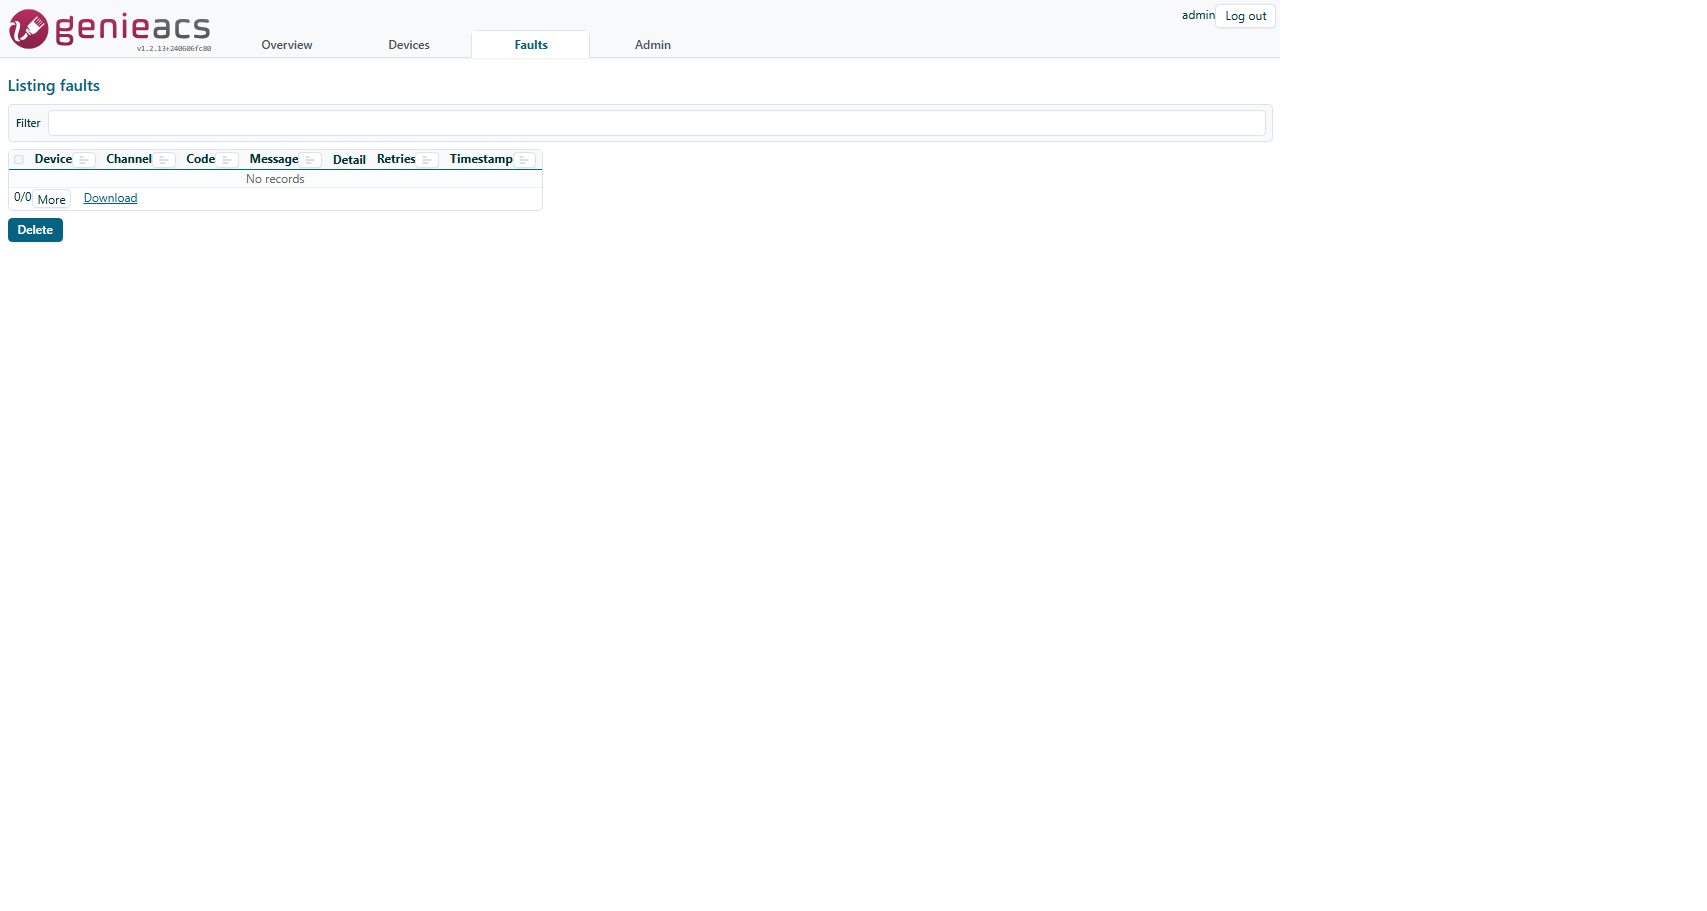 genieacs
v1.2.13+240606fc80
Overview Devices Faults Admin
admin Log out
Listing faults
Filter
Device Channel Code Message Detail Retries Timestamp
No records
0/0 More Download
Delete